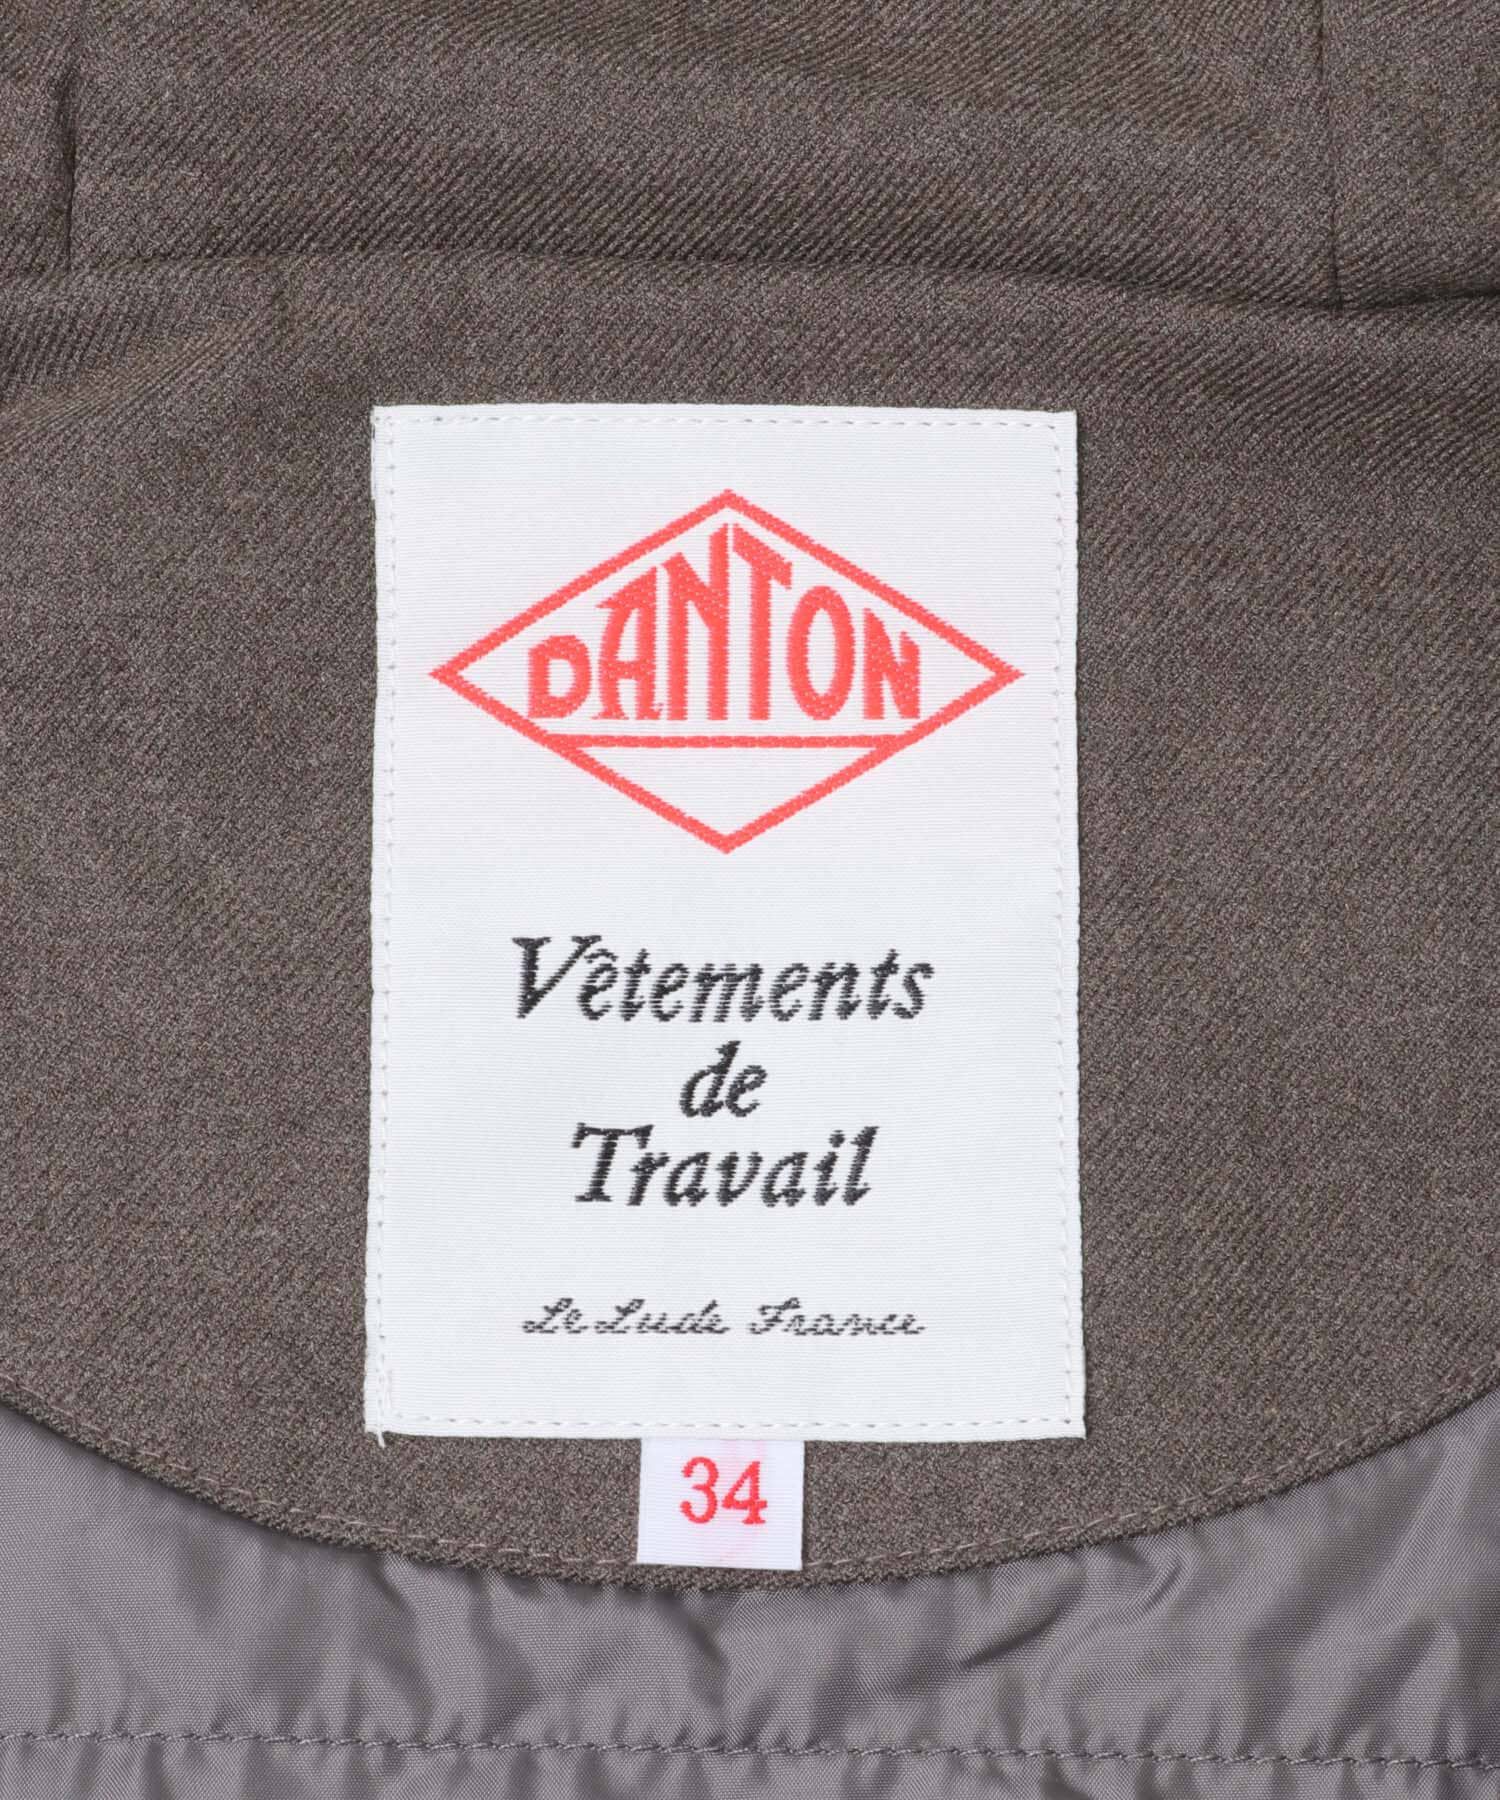 DANTON
Vêtements
de
Travail
Le Lude France
34